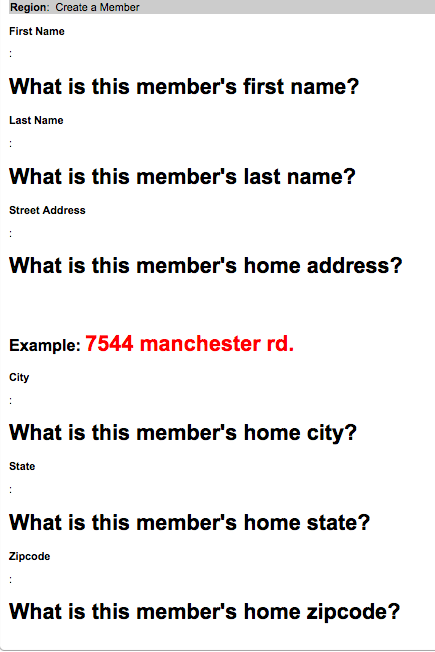 Region: Create a Member
First Name
:
What is this member's first name?
Last Name
:
What is this member's last name?
Street Address
:
What is this member's home address?
Example: 7544 manchester rd.
City
:
What is this member's home city?
State
:
What is this member's home state?
Zipcode
:
What is this member's home zipcode?